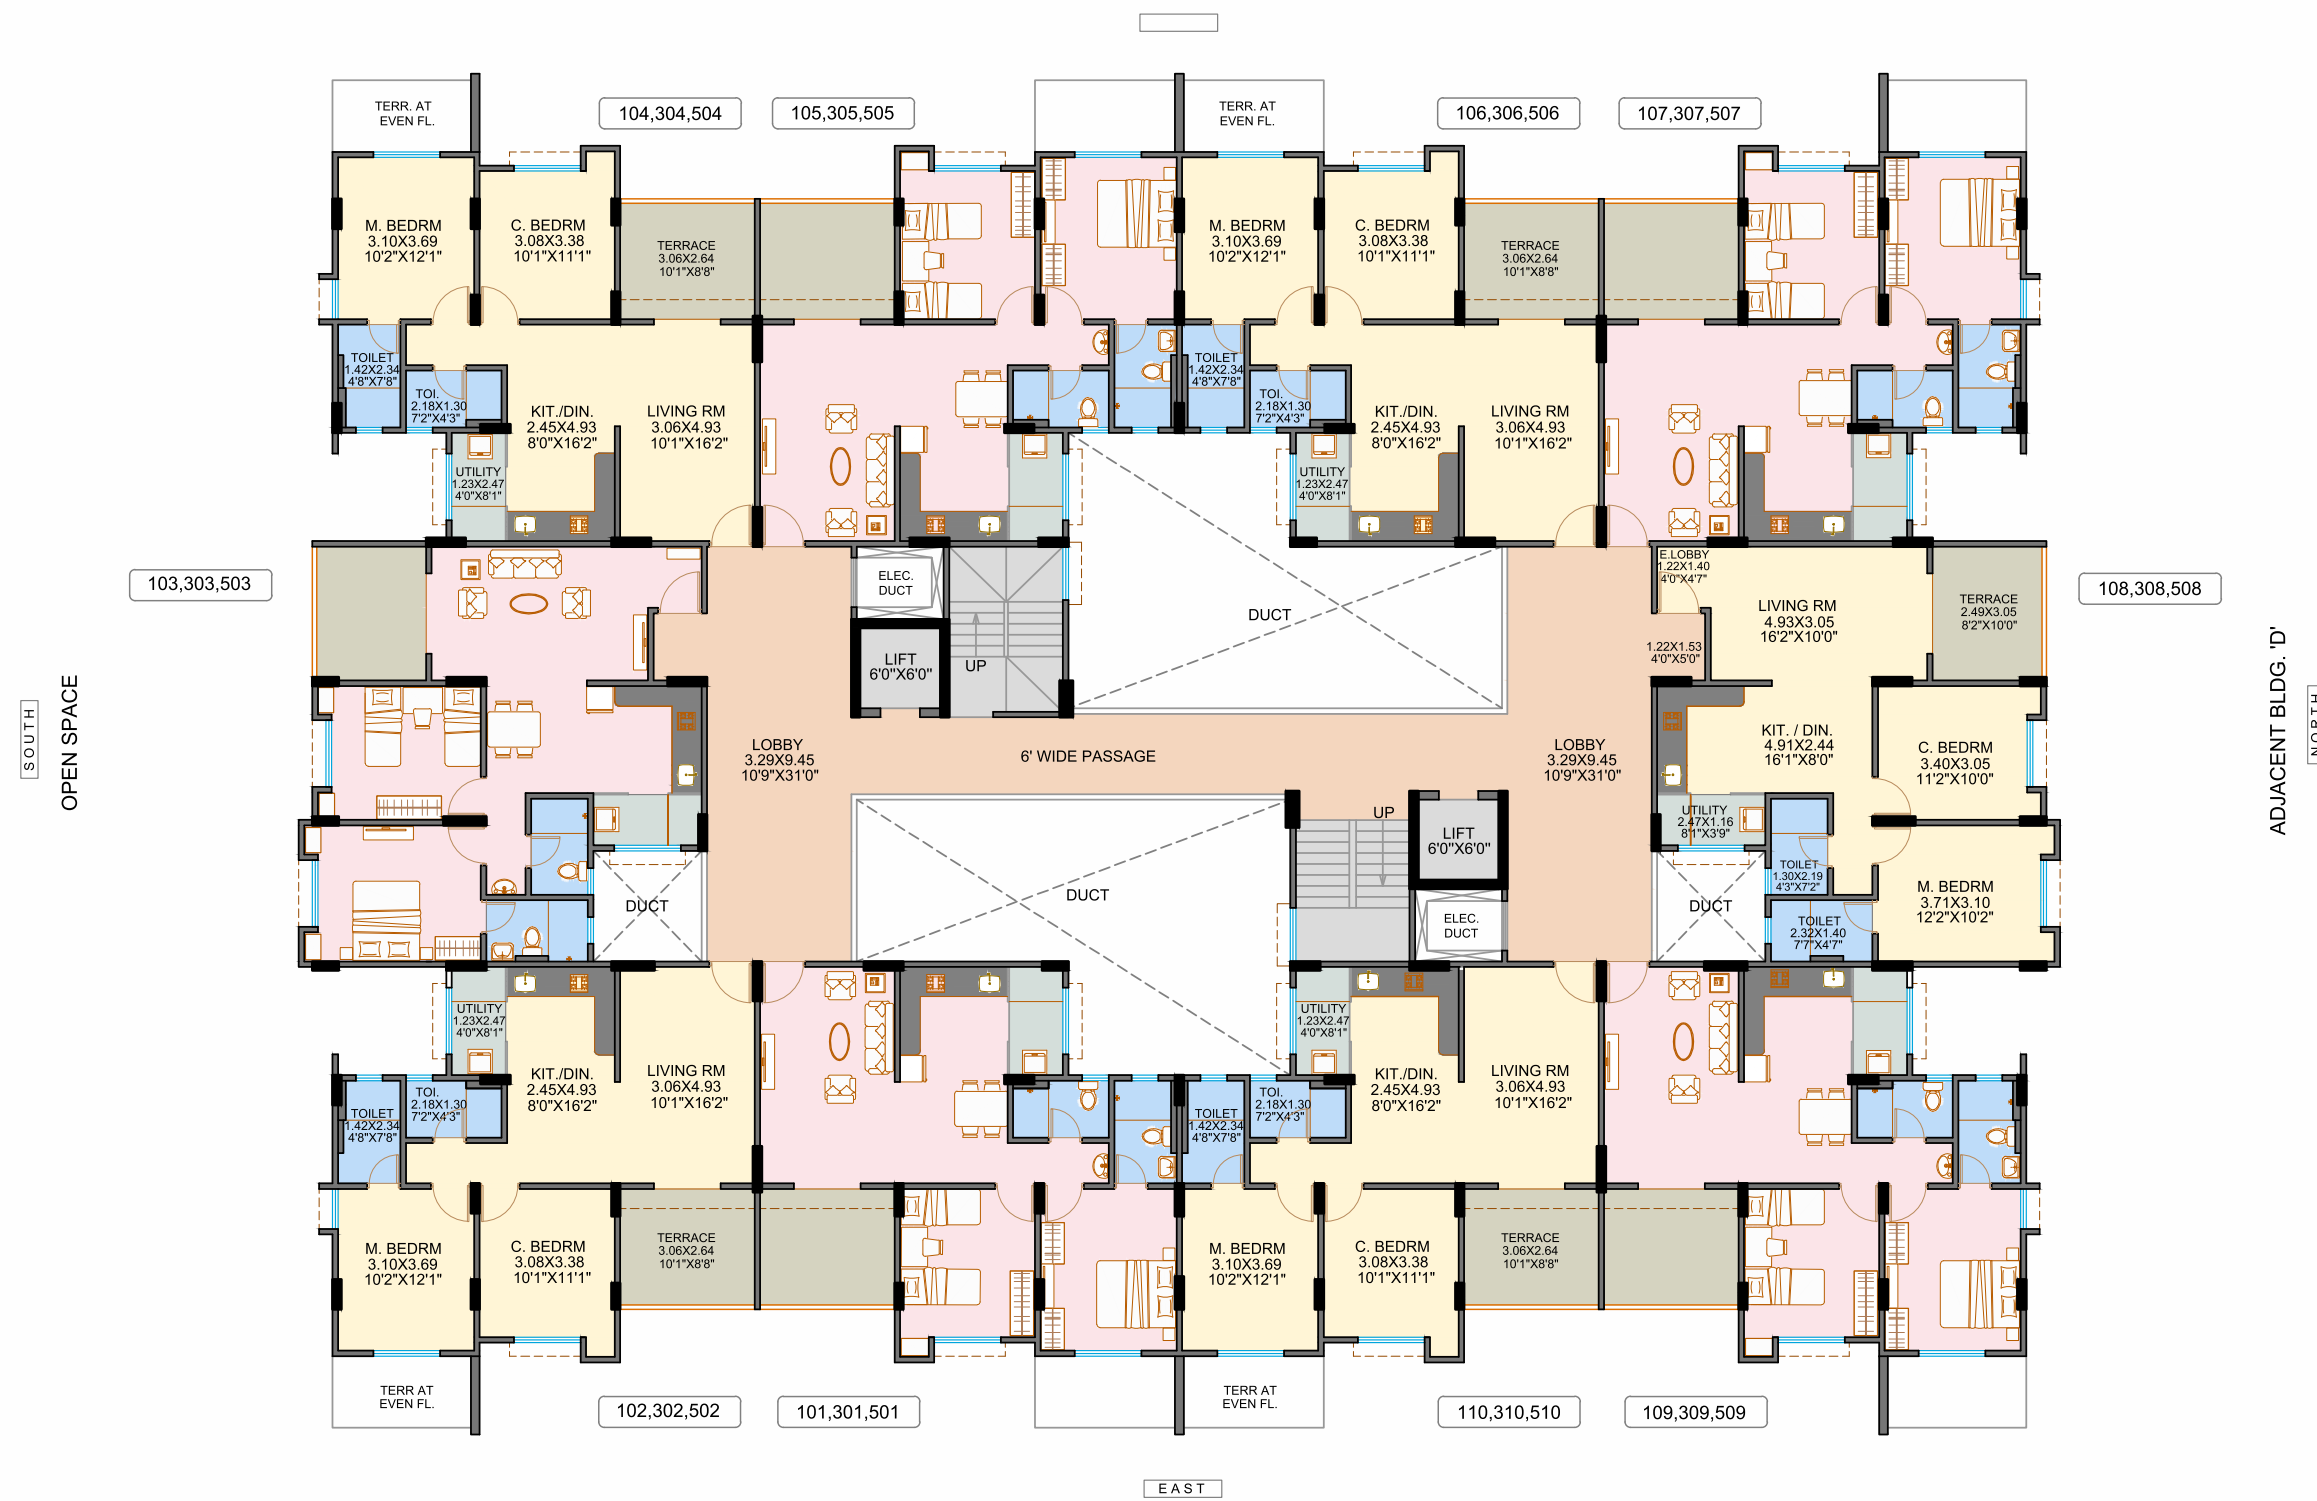 TERR. AT
EVEN FL.
104,304,504
105,305,505
TERR. AT
EVEN FL.
106,306,506
107,307,507
M. BEDRM
3.10X3.69
10'2"X12'1"
C. BEDRM
3.08X3.38
10'1"X11'1"
TERRACE
3.06X2.64
10'1"X8'8"
M. BEDRM
3.10X3.69
10'2"X12'1"
C. BEDRM
3.08X3.38
10'1"X11'1"
TERRACE
3.06X2.64
10'1"X8'8"
TOILET
1.42X2.34
4'8"X7'8"
TOI.
2.18X1.30
7'2"X4'3"
KIT./DIN.
2.45X4.93
8'0"X16'2"
LIVING RM
3.06X4.93
10'1"X16'2"
UTILITY
1.23X2.47
4'0"X8'1"
TOILET
1.42X2.34
4'8"X7'8"
TOI.
2.18X1.30
7'2"X4'3"
KIT./DIN.
2.45X4.93
8'0"X16'2"
LIVING RM
3.06X4.93
10'1"X16'2"
UTILITY
1.23X2.47
4'0"X8'1"
103,303,503
ELEC.
DUCT
LIFT
6'0"X6'0"
UP
DUCT
E.LOBBY
1.22X1.40
4'0"X4'7"
1.22X1.53
4'0"X5'0"
LIVING RM
4.93X3.05
16'2"X10'0"
TERRACE
2.49X3.05
8'2"X10'0"
108,308,508
SOUTH
OPEN SPACE
LOBBY
3.29X9.45
10'9"X31'0"
6' WIDE PASSAGE
LOBBY
3.29X9.45
10'9"X31'0"
KIT. / DIN.
4.91X2.44
16'1"X8'0"
C. BEDRM
3.40X3.05
11'2"X10'0"
ADJACENT BLDG. 'D'
NORTH
UTILITY
2.47X1.16
8'1"X3'9"
UP
LIFT
6'0"X6'0"
TOILET
1.30X2.19
4'3"X7'2"
M. BEDRM
3.71X3.10
12'2"X10'2"
DUCT
DUCT
ELEC.
DUCT
DUCT
TOILET
2.32X1.40
7'7"X4'7"
UTILITY
1.23X2.47
4'0"X8'1"
KIT./DIN.
2.45X4.93
8'0"X16'2"
LIVING RM
3.06X4.93
10'1"X16'2"
TOI.
2.18X1.30
7'2"X4'3"
TOILET
1.42X2.34
4'8"X7'8"
UTILITY
1.23X2.47
4'0"X8'1"
KIT./DIN.
2.45X4.93
8'0"X16'2"
LIVING RM
3.06X4.93
10'1"X16'2"
TOI.
2.18X1.30
7'2"X4'3"
TOILET
1.42X2.34
4'8"X7'8"
M. BEDRM
3.10X3.69
10'2"X12'1"
C. BEDRM
3.08X3.38
10'1"X11'1"
TERRACE
3.06X2.64
10'1"X8'8"
M. BEDRM
3.10X3.69
10'2"X12'1"
C. BEDRM
3.08X3.38
10'1"X11'1"
TERRACE
3.06X2.64
10'1"X8'8"
TERR AT
EVEN FL.
102,302,502
101,301,501
TERR AT
EVEN FL.
110,310,510
109,309,509
EAST